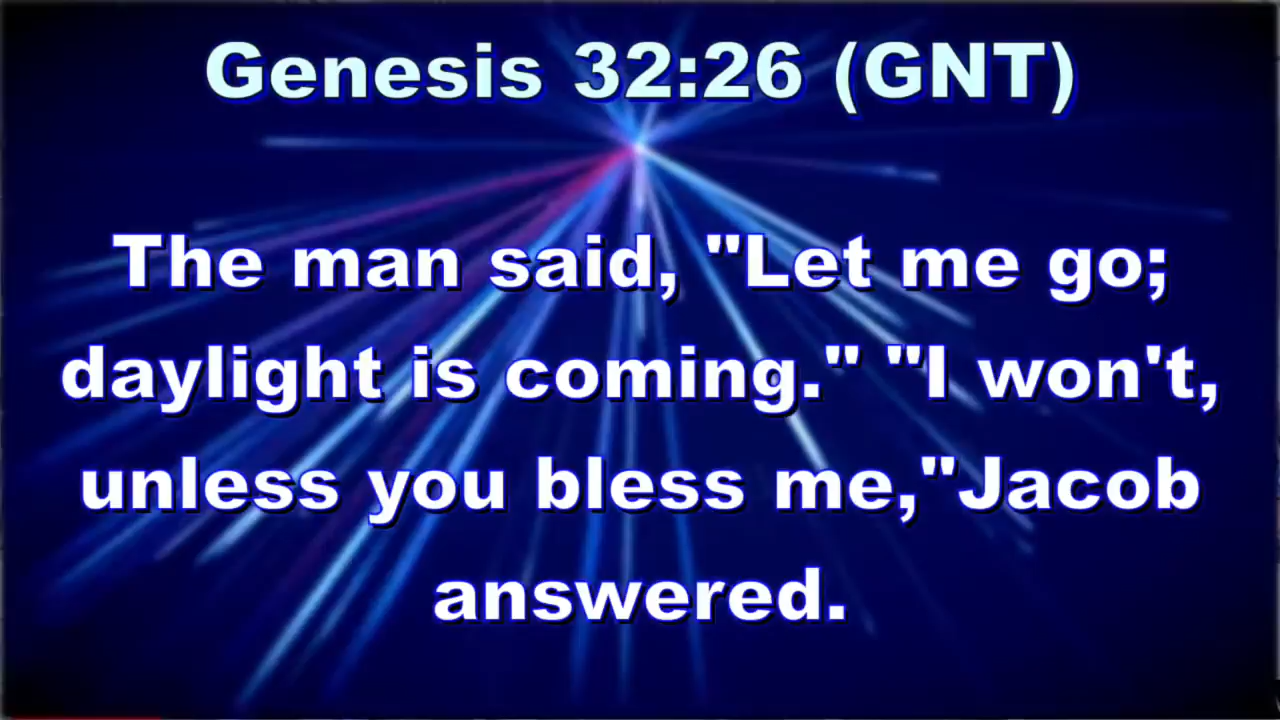 Genesis 32:26 (GNT)
The man said, "Let me go;
daylight is coming." "I won't,
unless you bless me,"Jacob
answered.